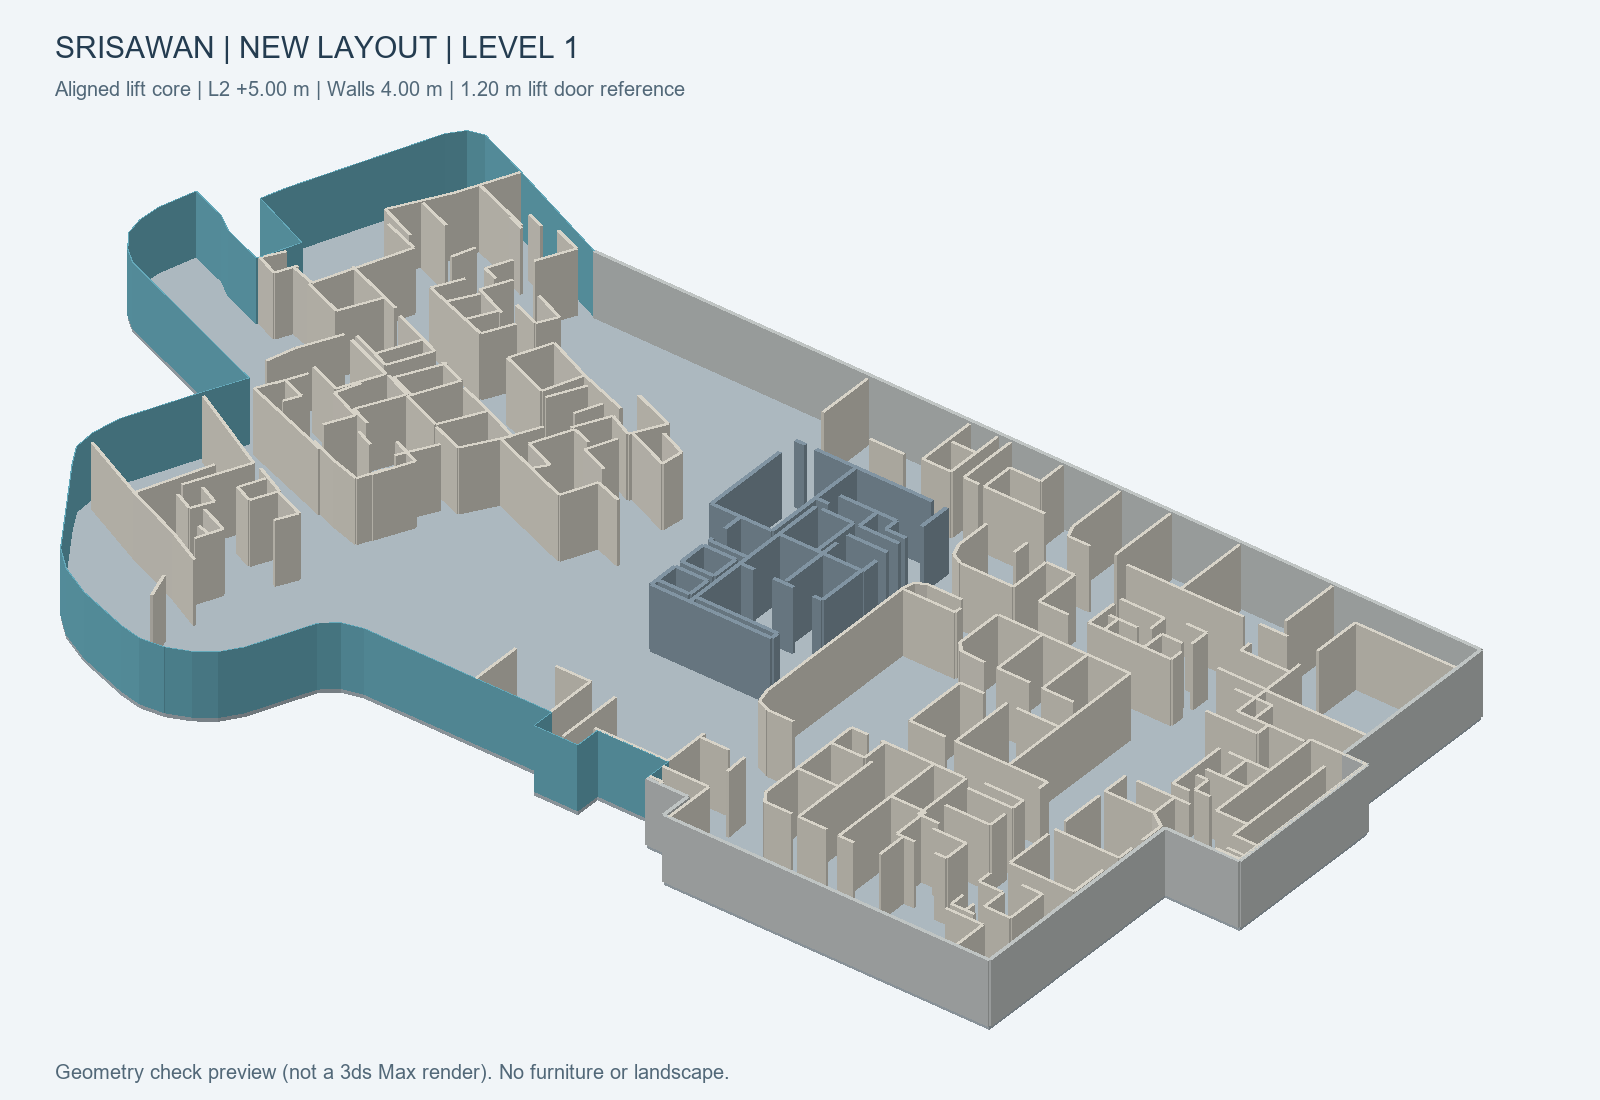 SRISAWAN | NEW LAYOUT | LEVEL 1
Aligned lift core | L2 +5.00 m | Walls 4.00 m | 1.20 m lift door reference
Geometry check preview (not a 3ds Max render). No furniture or landscape.